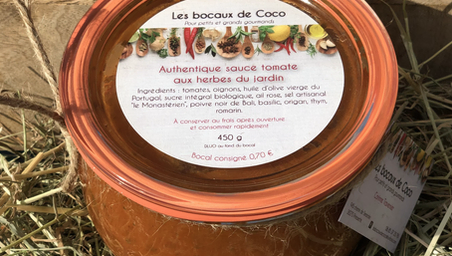 Les bocaux de Coco
Pour petits et grands gourmands
Authentique sauce tomate
aux herbes du jardin
Ingrédients : tomates, oignons, huile d'olive vierge du
Portugal, sucre intégral biologique, ail rose, sel artisanal
"le Monastérien", poivre noir de Bali, basilic, origan, thym,
romarin.
À conserver au frais après ouverture
et consommer rapidement
450 g
DLUO au fond du bocal
Bocal consigné 0,70 €
Les bocaux de Coco